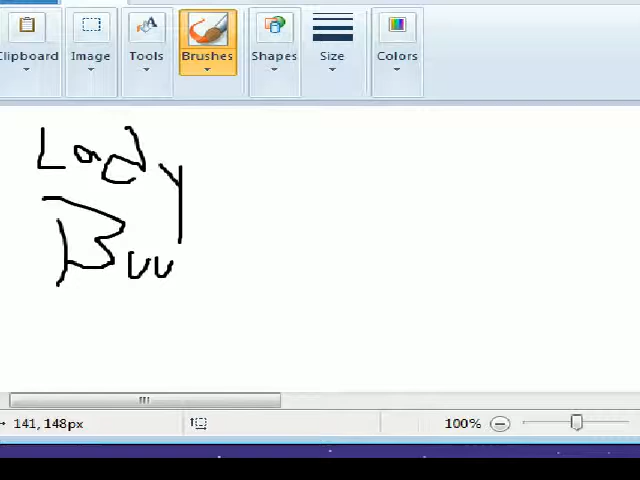 Clipboard Image Tools Brushes Shapes Size Colors
Lady
Buu
141, 148px 100%